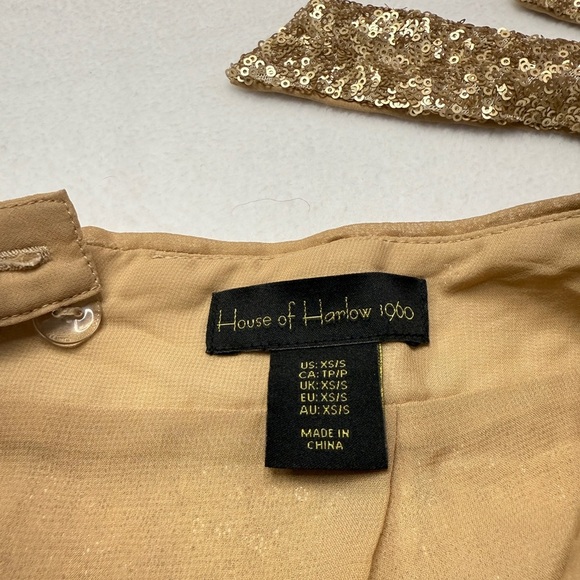 House of Harlow 1960
US: XS/S
CA: TP/P
UK: XS/S
EU: XS/S
AU: XS/S
MADE IN
CHINA